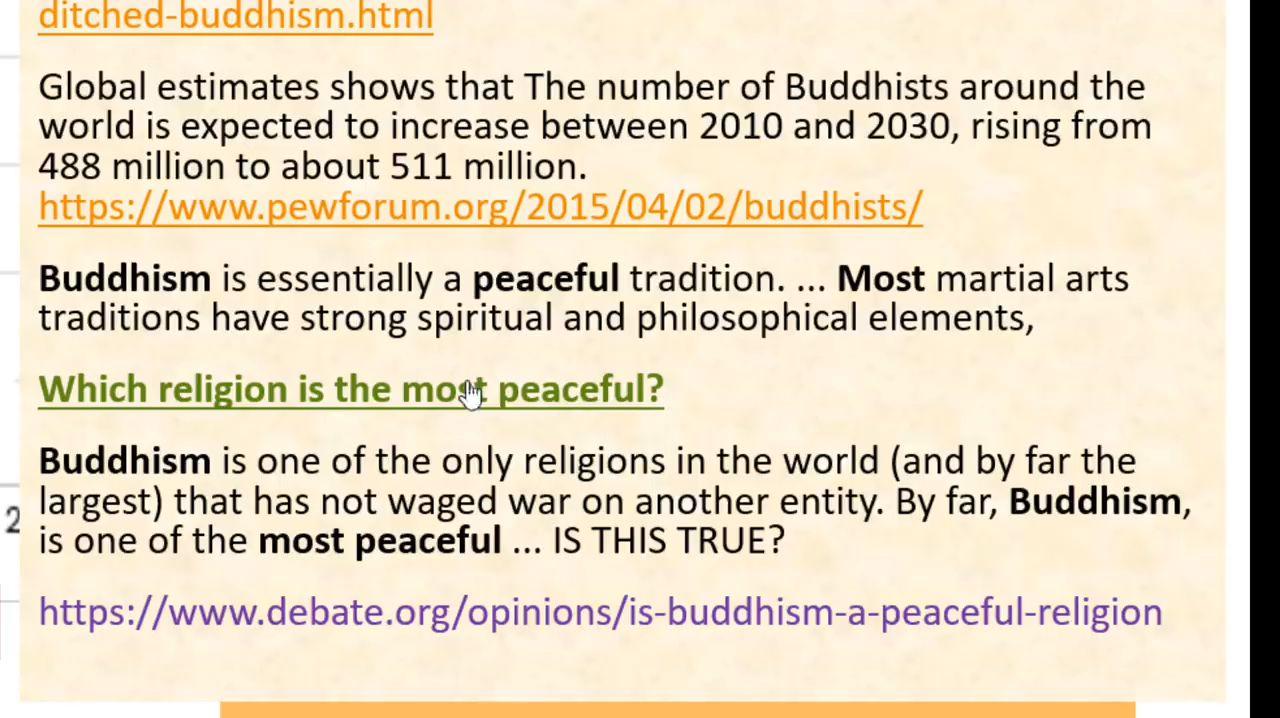 ditched-buddhism.html
Global estimates shows that The number of Buddhists around the
world is expected to increase between 2010 and 2030, rising from
488 million to about 511 million.
https://www.pewforum.org/2015/04/02/buddhists/
Buddhism is essentially a peaceful tradition. ... Most martial arts
traditions have strong spiritual and philosophical elements,
Which religion is the most peaceful?
Buddhism is one of the only religions in the world (and by far the
largest) that has not waged war on another entity. By far, Buddhism,
2
is one of the most peaceful ... IS THIS TRUE?
https://www.debate.org/opinions/is-buddhism-a-peaceful-religion